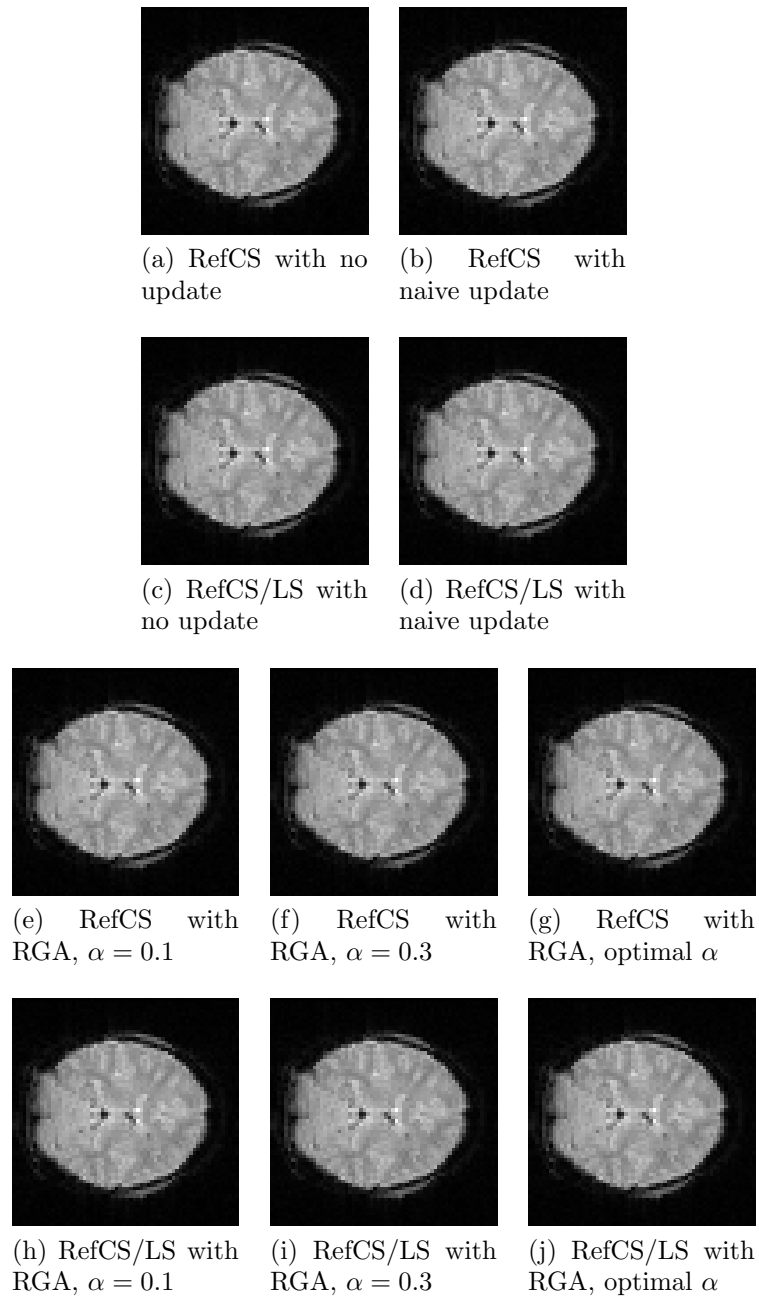 (a) RefCS with no
update
(b) RefCS with
naive update
(c) RefCS/LS with
no update
(d) RefCS/LS with
naive update
(e) RefCS with
RGA, α = 0.1
(f) RefCS with
RGA, α = 0.3
(g) RefCS with
RGA, optimal α
(h) RefCS/LS with
RGA, α = 0.1
(i) RefCS/LS with
RGA, α = 0.3
(j) RefCS/LS with
RGA, optimal α